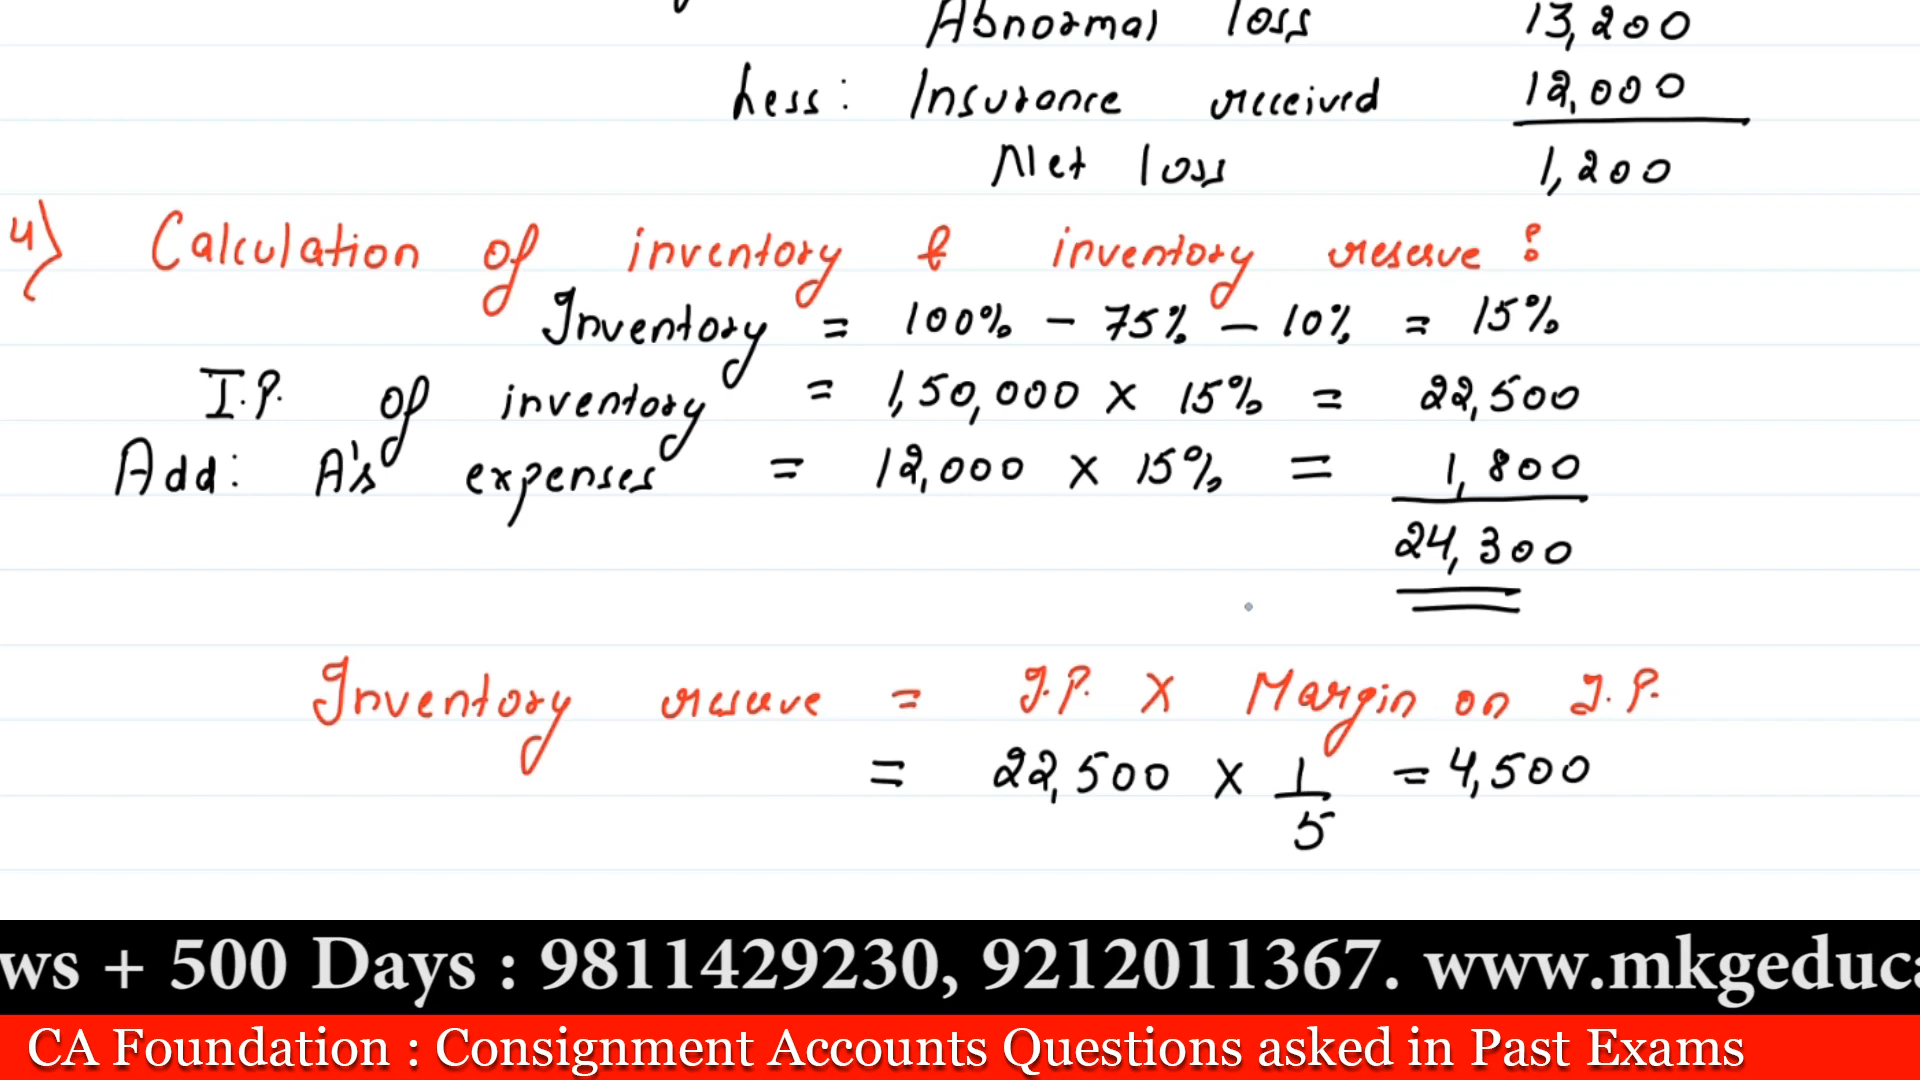 Abnormal loss 13,200
Less: Insurance received 12,000
Net loss 1,200
4) Calculation of inventory & inventory reserve :
Inventory = 100% - 75% - 10% = 15%
I.P. of inventory = 1,50,000 X 15% = 22,500
Add: A's expenses = 12,000 X 15% = 1,800
24,300
Inventory reserve = I.P. X Margin on I.P.
= 22,500 X 1/5 = 4,500
ws + 500 Days : 9811429230, 9212011367. www.mkgeduca
CA Foundation : Consignment Accounts Questions asked in Past Exams